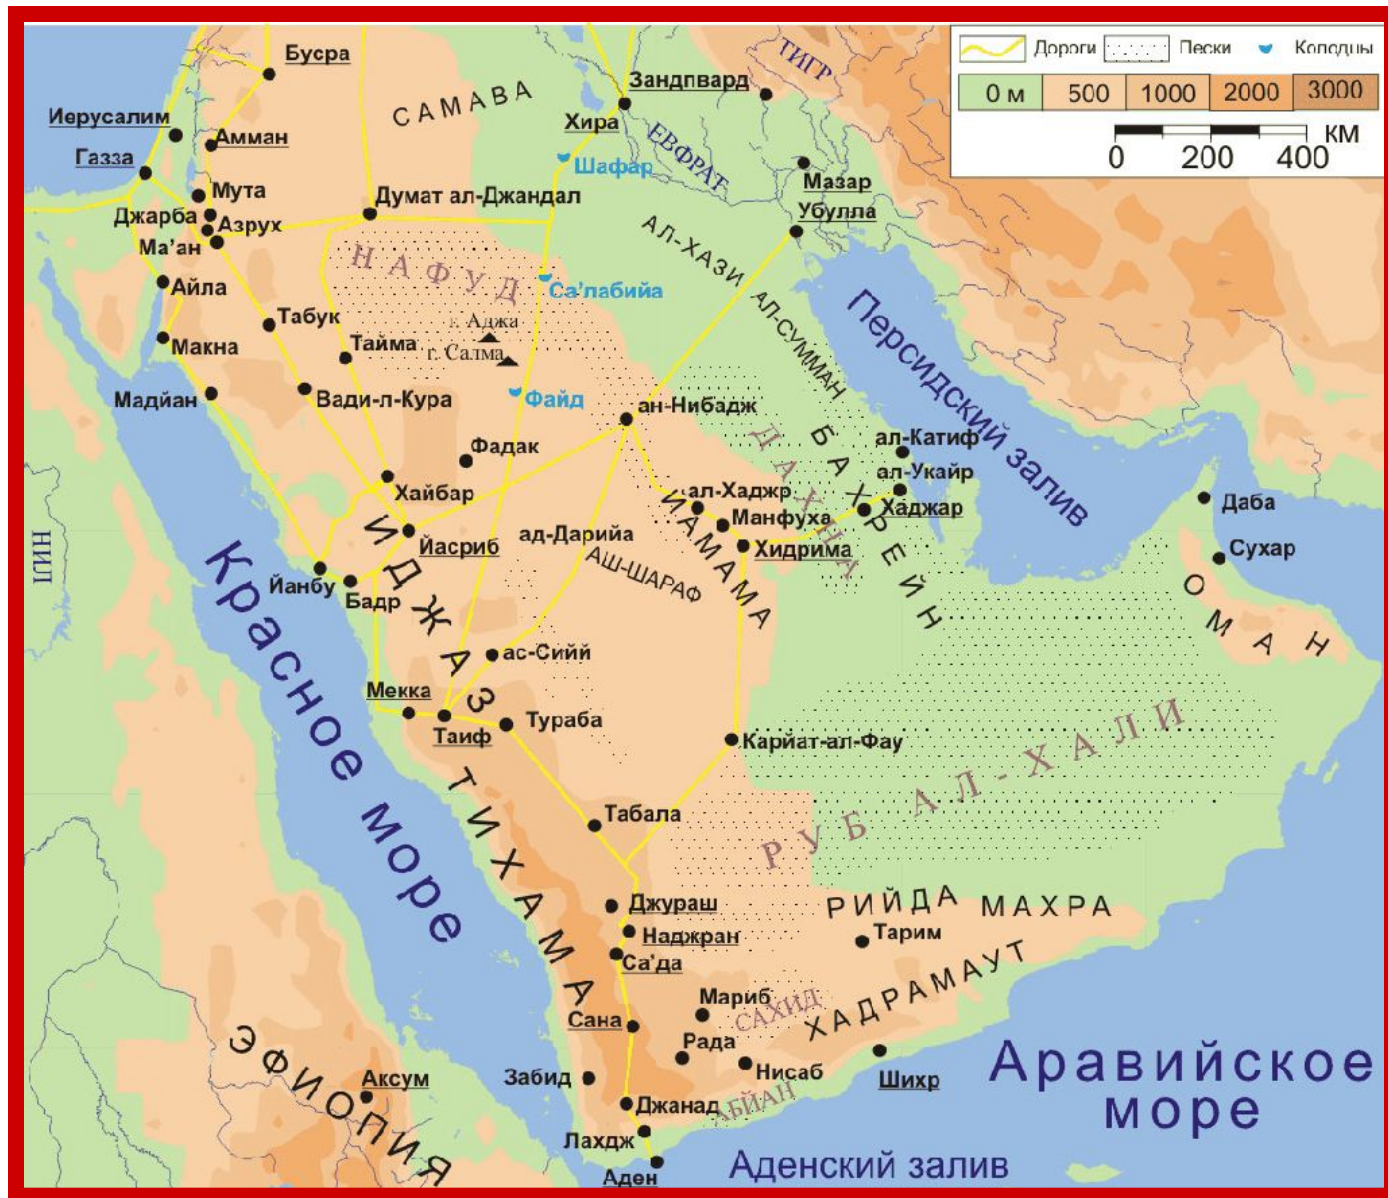 Дороги Пески Колодцы
0 м 500 1000 2000 3000
км
0 200 400
ТИГР
Бусра
Зандпвард
САМАВА
Иерусалим
Хира
Амман
ЕВФРАТ
Газза
Шафар
Мазар
Мута
Думат ал-Джандал
Убулла
Джарба
Азрух
АЛ-ХАЗИ
Ма’ан
НАФУД
Айла
Са’лабийа
АЛ-СУММАН
Персидский залив
Табук
г. Аджа
Макна
Тайма
г. Салма
Мадйан
Вади-л-Кура
Файд
ан-Нибадж
ДАХНА
БАХРЕЙН
ал-Катиф
Фадак
ал-Укайр
Хайбар
ал-Хаджр
Хаджар
Даба
НИЛ
ИДЖАЗ
Манфуха
Йасриб
ад-Дарийа
ИАМАМА
Хидрима
Сухар
АШ-ШАРАФ
Йанбу
Бадр
ОМАН
Красное море
ас-Сийй
Мекка
Таиф
Тураба
Карйат-ал-Фау
РУБ АЛ-ХАЛИ
ТИХАМА
Табала
Джураш
РИЙДА
МАХРА
Наджран
Тарим
Са’да
Мариб
САХИД
ХАДРАМАУТ
Сана
Рада
ЭФИОПИЯ
Аксум
Забид
Нисаб
Шихр
Аравийское
море
Джанад
АБЙАН
Лахдж
Аден
Аденский залив